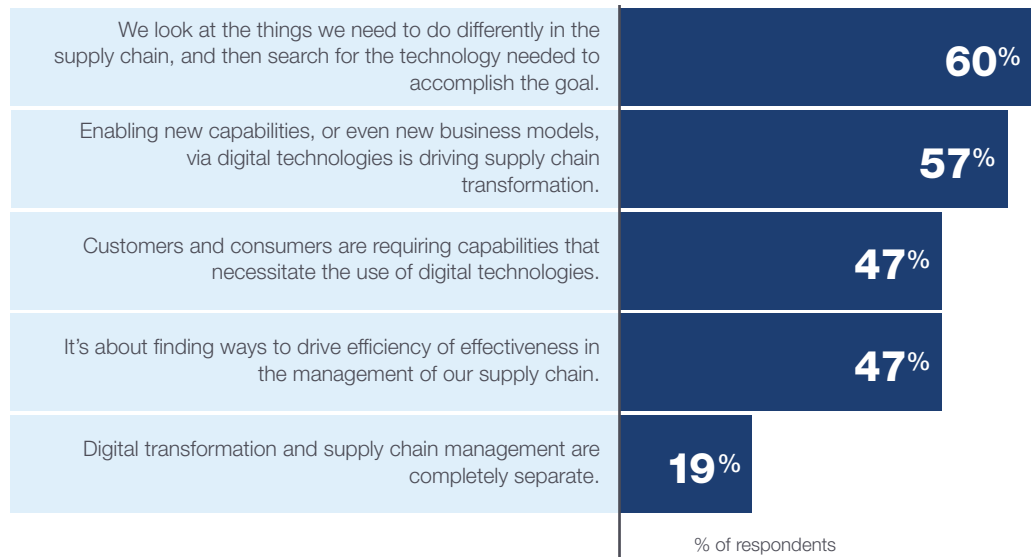 We look at the things we need to do differently in the
supply chain, and then search for the technology needed to
accomplish the goal.
60%
Enabling new capabilities, or even new business models,
via digital technologies is driving supply chain
transformation.
57%
Customers and consumers are requiring capabilities that
necessitate the use of digital technologies.
47%
It’s about finding ways to drive efficiency of effectiveness in
the management of our supply chain.
47%
Digital transformation and supply chain management are
completely separate.
19%
% of respondents